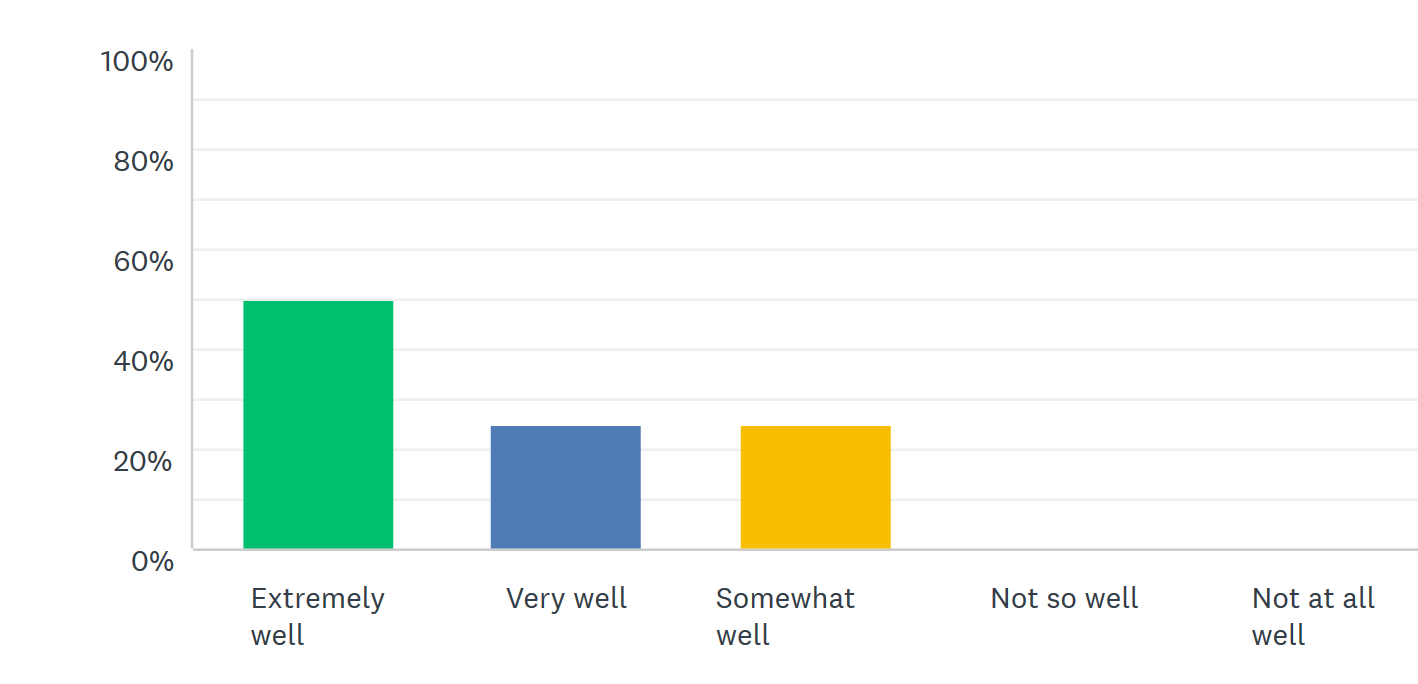 100%
80%
60%
40%
20%
0%
Extremely well
Very well
Somewhat well
Not so well
Not at all well